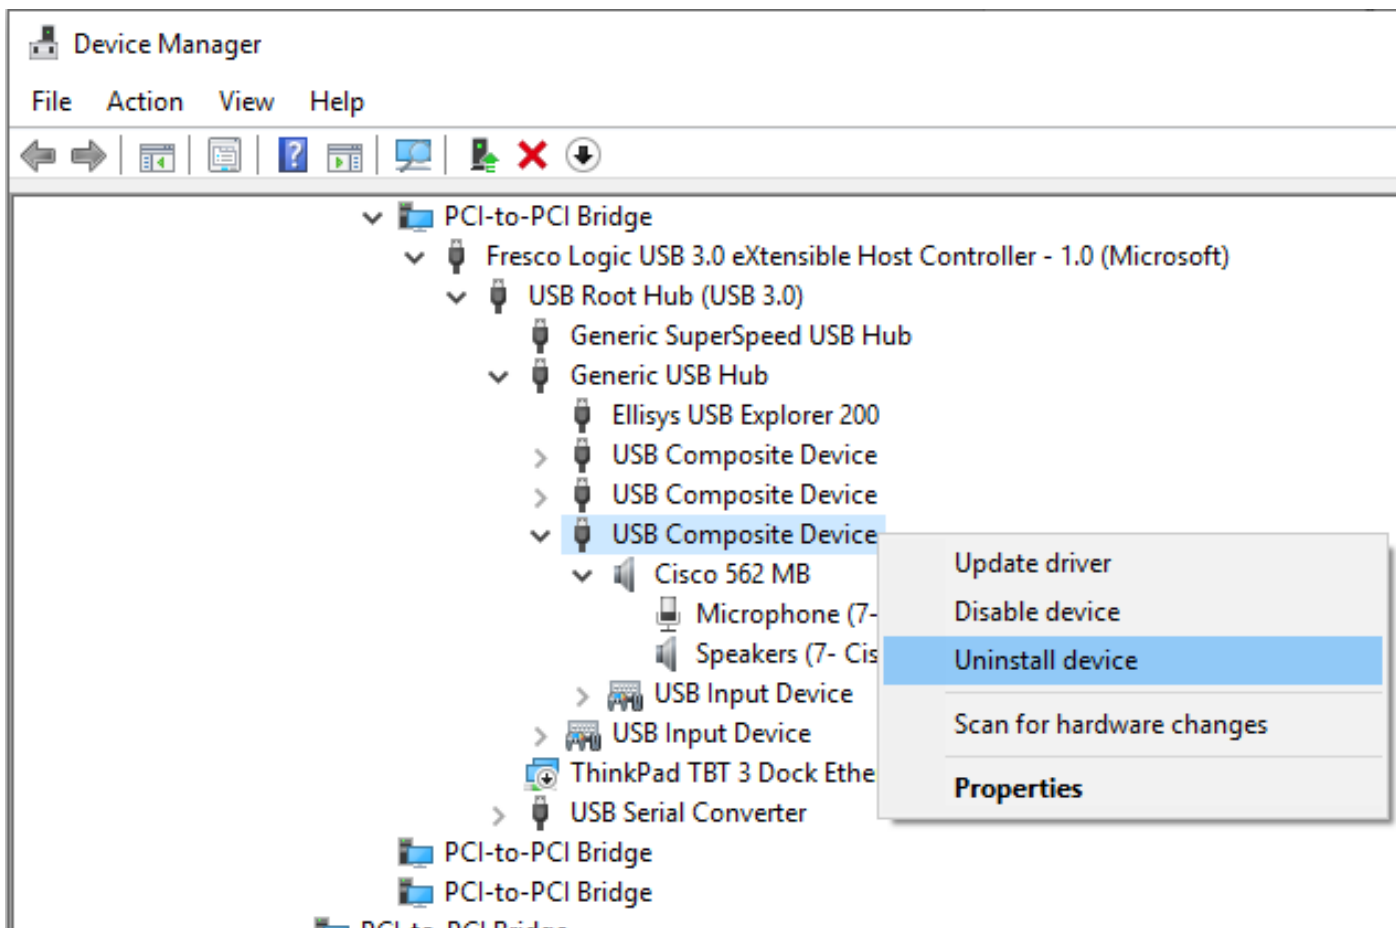 Device Manager
File Action View Help
PCI-to-PCI Bridge
Fresco Logic USB 3.0 eXtensible Host Controller - 1.0 (Microsoft)
USB Root Hub (USB 3.0)
Generic SuperSpeed USB Hub
Generic USB Hub
Ellisys USB Explorer 200
USB Composite Device
USB Composite Device
USB Composite Device
Cisco 562 MB
Microphone (7-
Speakers (7- Cis
USB Input Device
USB Input Device
ThinkPad TBT 3 Dock Ethe
USB Serial Converter
PCI-to-PCI Bridge
PCI-to-PCI Bridge
PCI-to-PCI Bridge
Update driver
Disable device
Uninstall device
Scan for hardware changes
Properties